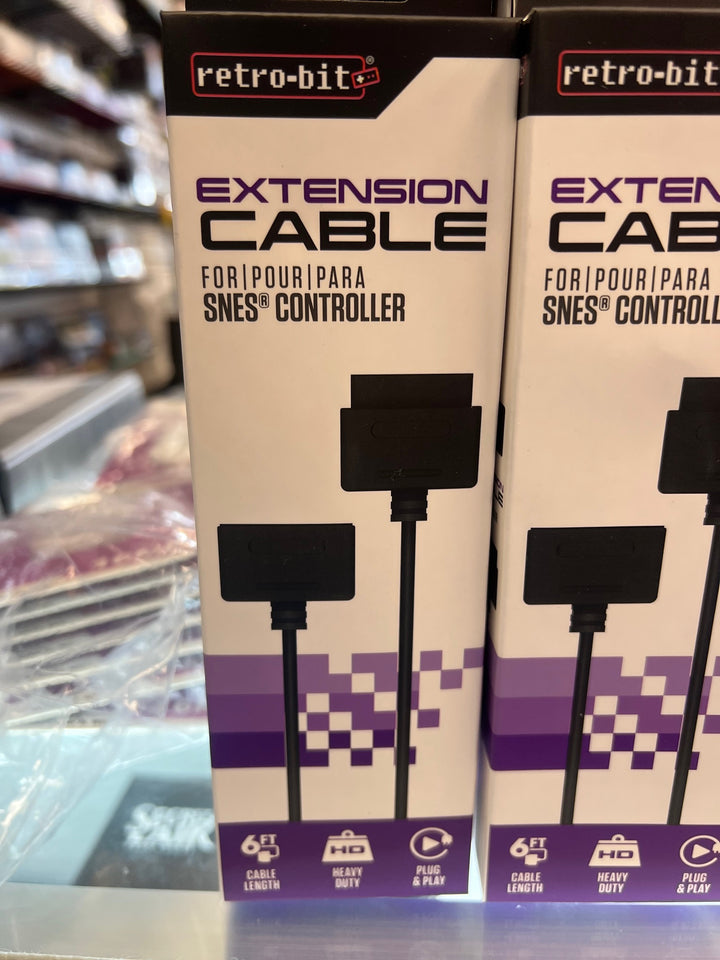 retro-bit®
EXTENSION
CABLE
FOR|POUR|PARA
SNES® CONTROLLER
6FT
CABLE
LENGTH
HD
HEAVY
DUTY
PLUG
& PLAY
retro-bit
EXTEN
CAB
FOR|POUR|PARA
SNES® CONTROLL
6FT
CABLE
LENGTH
HD
HEAVY
DUTY
PLUG
& PLAY